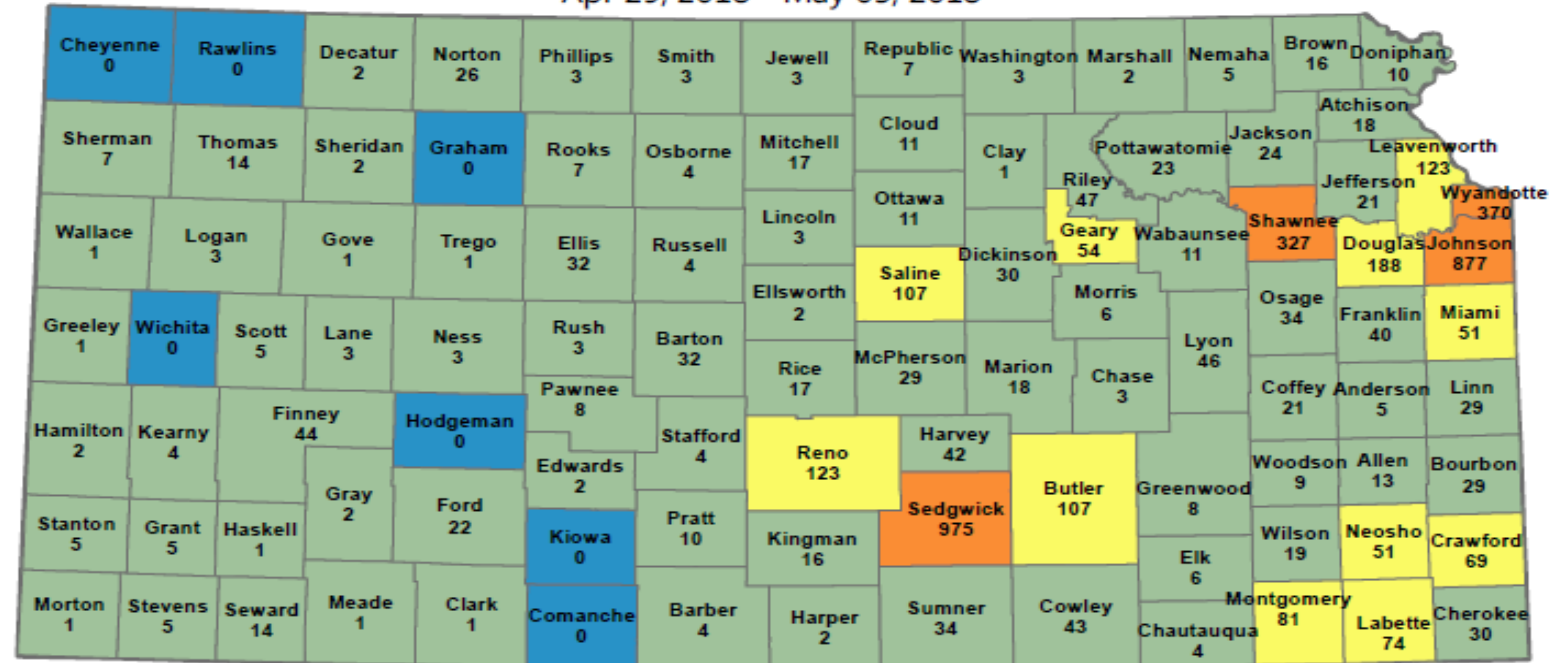 Apr 29, 2018 - May 05, 2018
Cheyenne
0
Rawlins
0
Decatur
2
Norton
26
Phillips
3
Smith
3
Jewell
3
Republic
7
Washington
3
Marshall
2
Nemaha
5
Brown
16
Doniphan
10
Atchison
18
Sherman
7
Thomas
14
Sheridan
2
Graham
0
Rooks
7
Osborne
4
Mitchell
17
Cloud
11
Clay
1
Riley
47
Pottawatomie
23
Jackson
24
Leavenworth
123
Jefferson
21
Wyandotte
370
Wallace
1
Logan
3
Gove
1
Trego
1
Ellis
32
Russell
4
Lincoln
3
Ottawa
11
Saline
107
Dickinson
30
Geary
54
Wabaunsee
11
Shawnee
327
Douglas
188
Johnson
877
Greeley
1
Wichita
0
Scott
5
Lane
3
Ness
3
Rush
3
Barton
32
Ellsworth
2
Rice
17
McPherson
29
Marion
18
Morris
6
Chase
3
Lyon
46
Osage
34
Franklin
40
Miami
51
Hamilton
2
Kearny
4
Finney
44
Hodgeman
0
Pawnee
8
Stafford
4
Edwards
2
Reno
123
Harvey
42
Sedgwick
975
Butler
107
Greenwood
8
Coffey
21
Anderson
5
Linn
29
Woodson
9
Allen
13
Bourbon
29
Stanton
5
Grant
5
Haskell
1
Gray
2
Ford
22
Kiowa
0
Pratt
10
Kingman
16
Elk
6
Wilson
19
Neosho
51
Crawford
69
Morton
1
Stevens
5
Seward
14
Meade
1
Clark
1
Comanche
0
Barber
4
Harper
2
Sumner
34
Cowley
43
Chautauqua
4
Montgomery
81
Labette
74
Cherokee
30